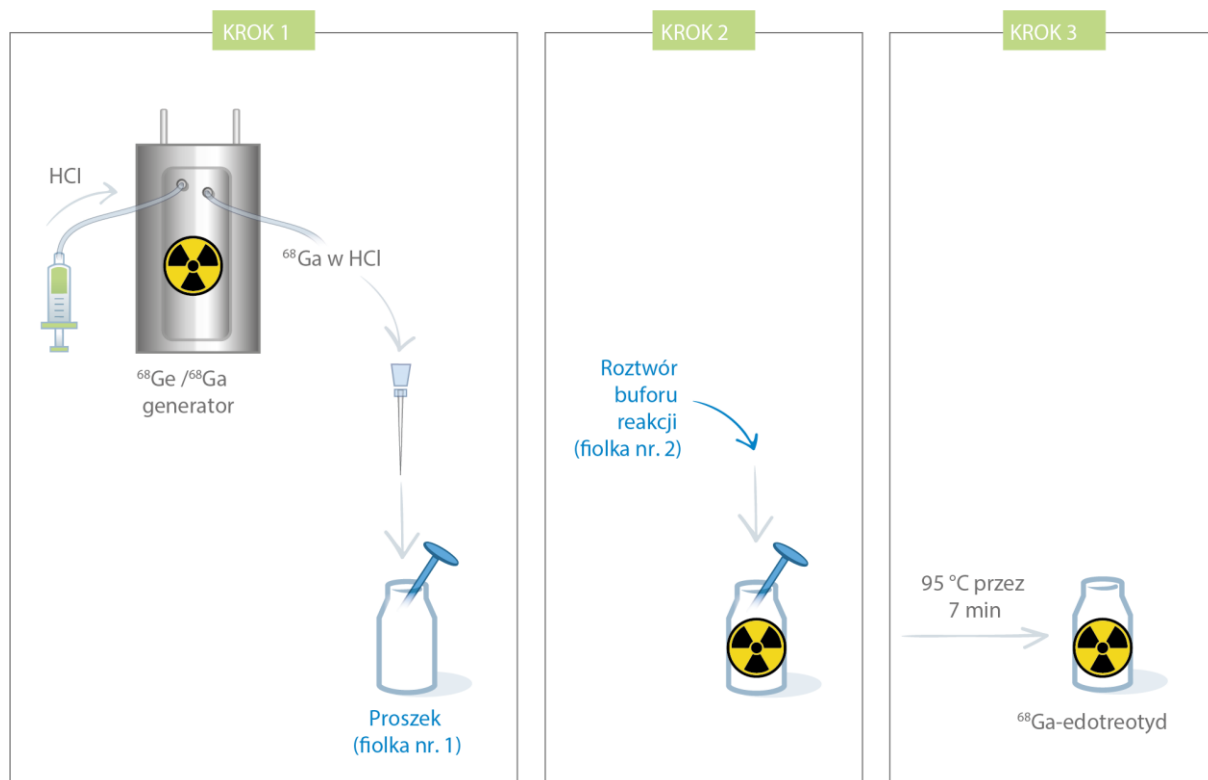 KROK 1
HCl
⁶⁸Ga w HCl
⁶⁸Ge /⁶⁸Ga
generator
Proszek
(fiolka nr. 1)
KROK 2
Roztwór
buforu
reakcji
(fiolka nr. 2)
KROK 3
95 °C przez
7 min
⁶⁸Ga-edotreotyd